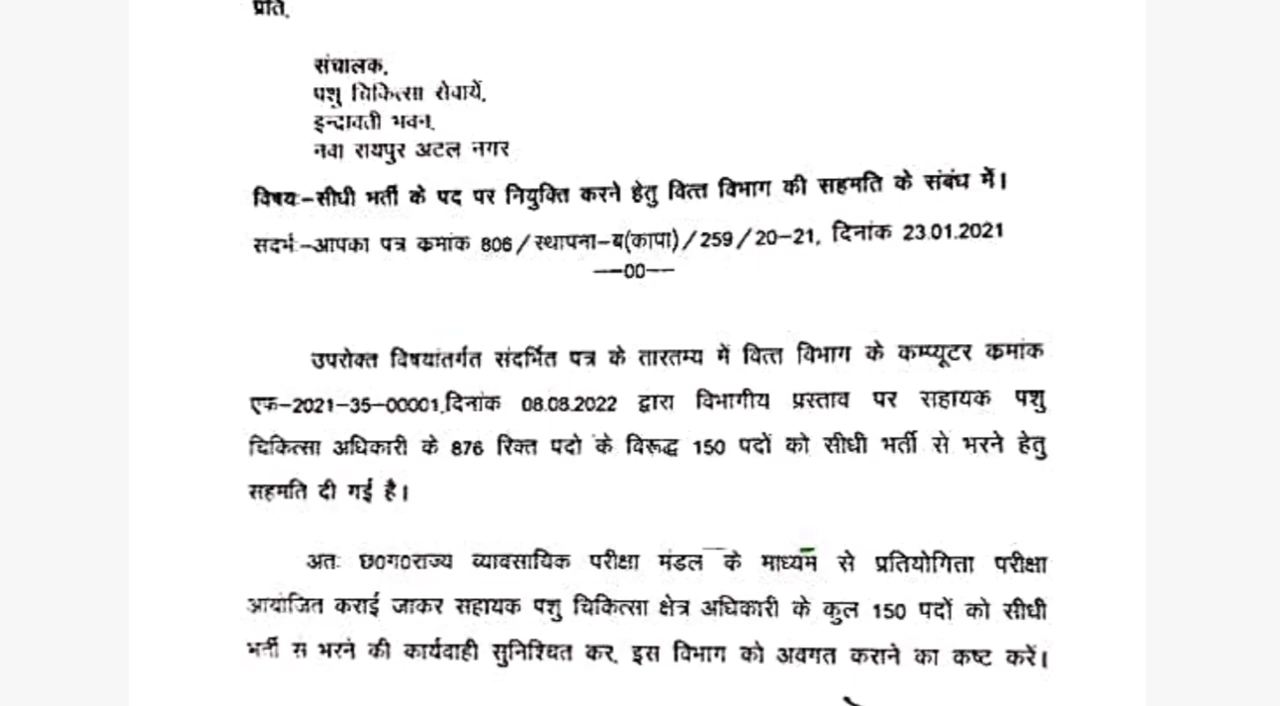 प्रति,
संचालक,
पशु चिकित्सा सेवायें,
इन्दावती भवन,
नवा रायपुर अटल नगर
विषयः–सीधी भर्ती के पद पर नियुक्ति करने हेतु वित्त विभाग की सहमति के संबंध में।
सदर्भः–आपका पत्र कमांक 806/स्थापना–ब(कापा)/259/20–21, दिनांक 23.01.2021
––00––
उपरोक्त विषयांतर्गत संदर्भित पत्र के तारतम्य में वित्त विभाग के कम्प्यूटर कमांक
एफ–2021–35–00001,दिनांक 08.08.2022 द्वारा विभागीय प्रस्ताव पर सहायक पशु
चिकित्सा अधिकारी के 876 रिक्त पदो के विरूद्ध 150 पदों को सीधी भर्ती से भरने हेतु
सहमति दी गई है।
अतः छ0ग0राज्य व्यावसायिक परीक्षा मंडल के माध्यम से प्रतियोगिता परीक्षा
आयोजित कराई जाकर सहायक पशु चिकित्सा क्षेत्र अधिकारी के कुल 150 पदों को सीधी
भर्ती स भरने की कार्यवाही सुनिश्चित कर, इस विभाग को अवगत कराने का कष्ट करें।